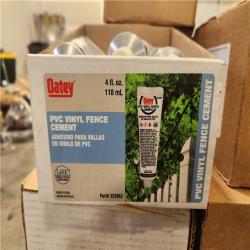 Oatey
4 fl. oz.
118 mL
PVC VINYL FENCE
CEMENT
ADHESIVO PARA VALLAS
EN VINILO DE PVC
Oatey
PVC VINYL FENCE CEMENT